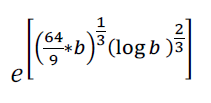 e^[(64/9*b)^(1/3) (log b )^(2/3)]